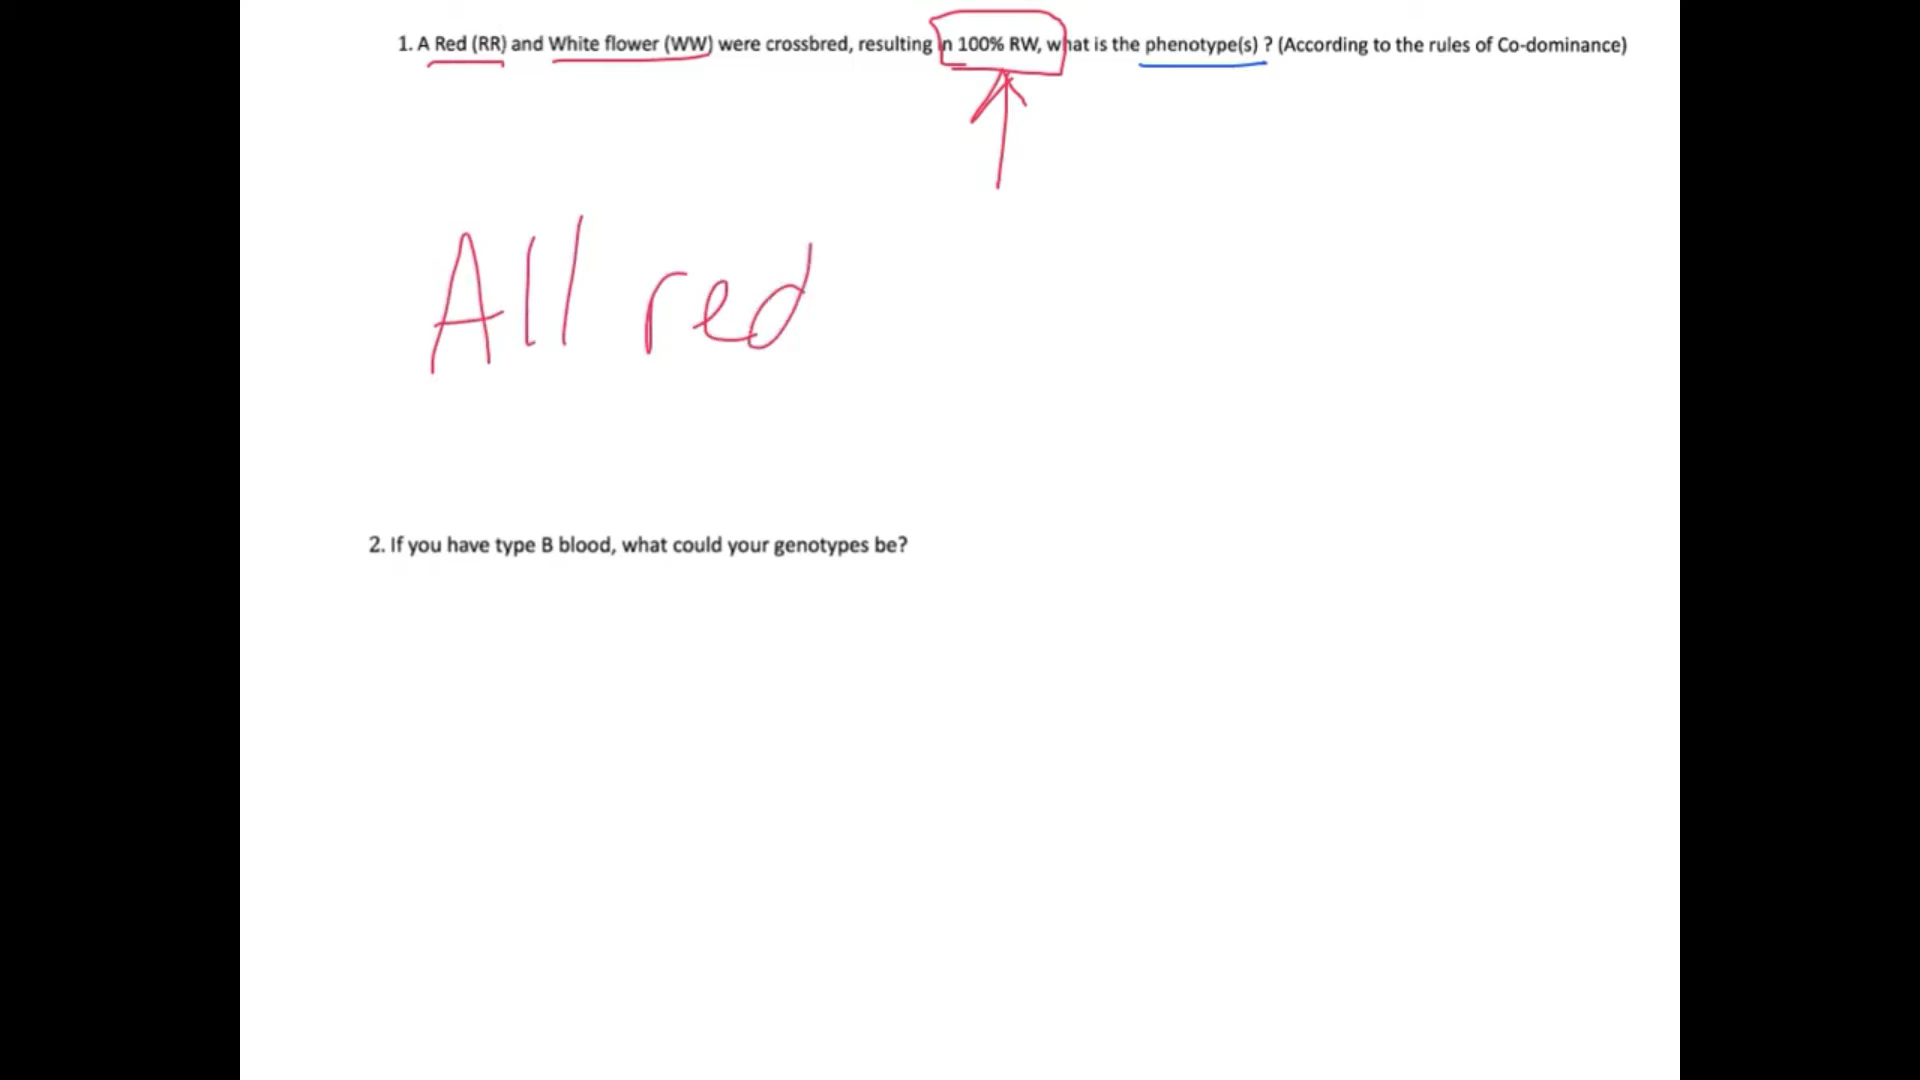 1. A Red (RR) and White flower (WW) were crossbred, resulting in 100% RW, what is the phenotype(s) ? (According to the rules of Co-dominance)
All red
2. If you have type B blood, what could your genotypes be?